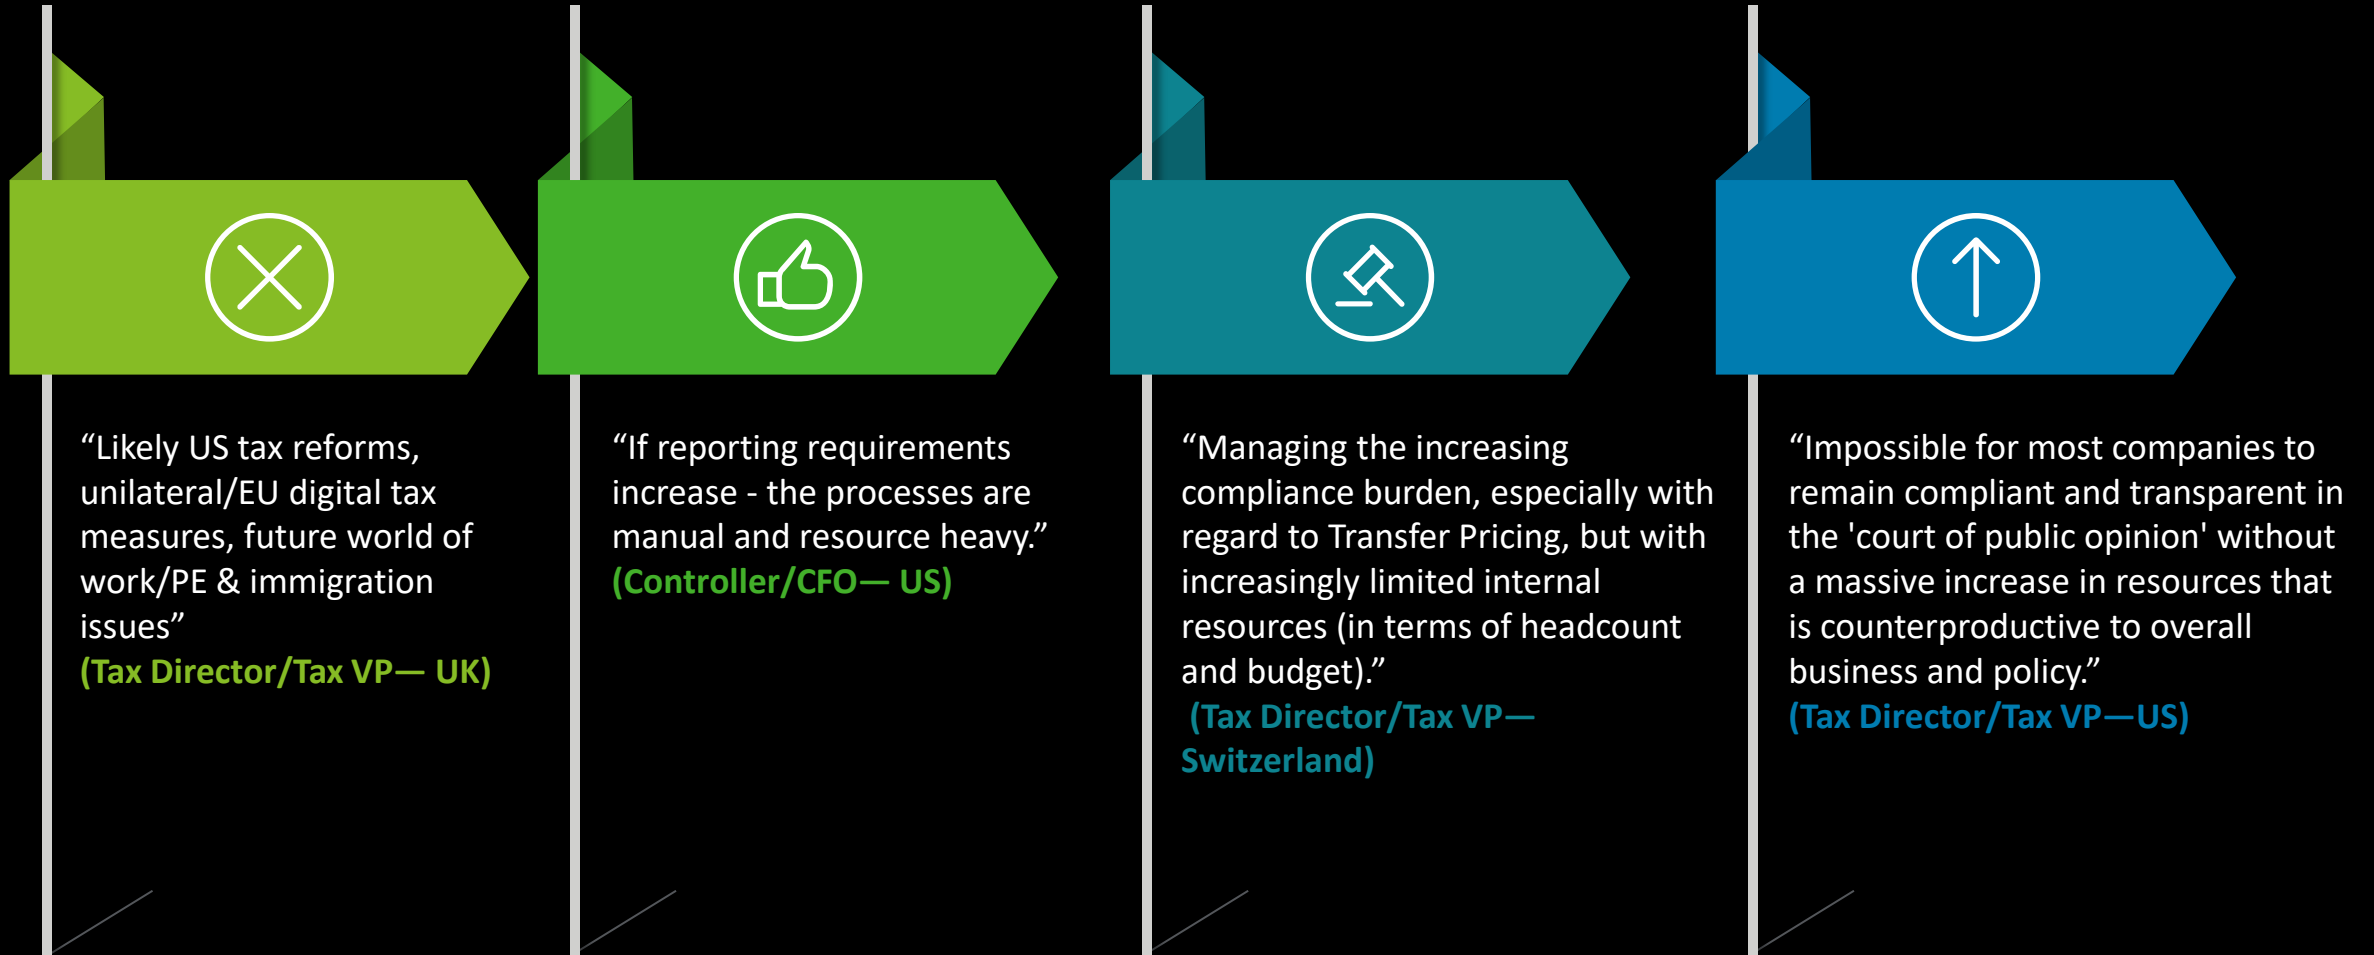 “Likely US tax reforms,
unilateral/EU digital tax
measures, future world of
work/PE & immigration
issues”
(Tax Director/Tax VP— UK)
“If reporting requirements
increase - the processes are
manual and resource heavy.”
(Controller/CFO— US)
“Managing the increasing
compliance burden, especially with
regard to Transfer Pricing, but with
increasingly limited internal
resources (in terms of headcount
and budget).”
(Tax Director/Tax VP—
Switzerland)
“Impossible for most companies to
remain compliant and transparent in
the 'court of public opinion' without
a massive increase in resources that
is counterproductive to overall
business and policy.”
(Tax Director/Tax VP—US)